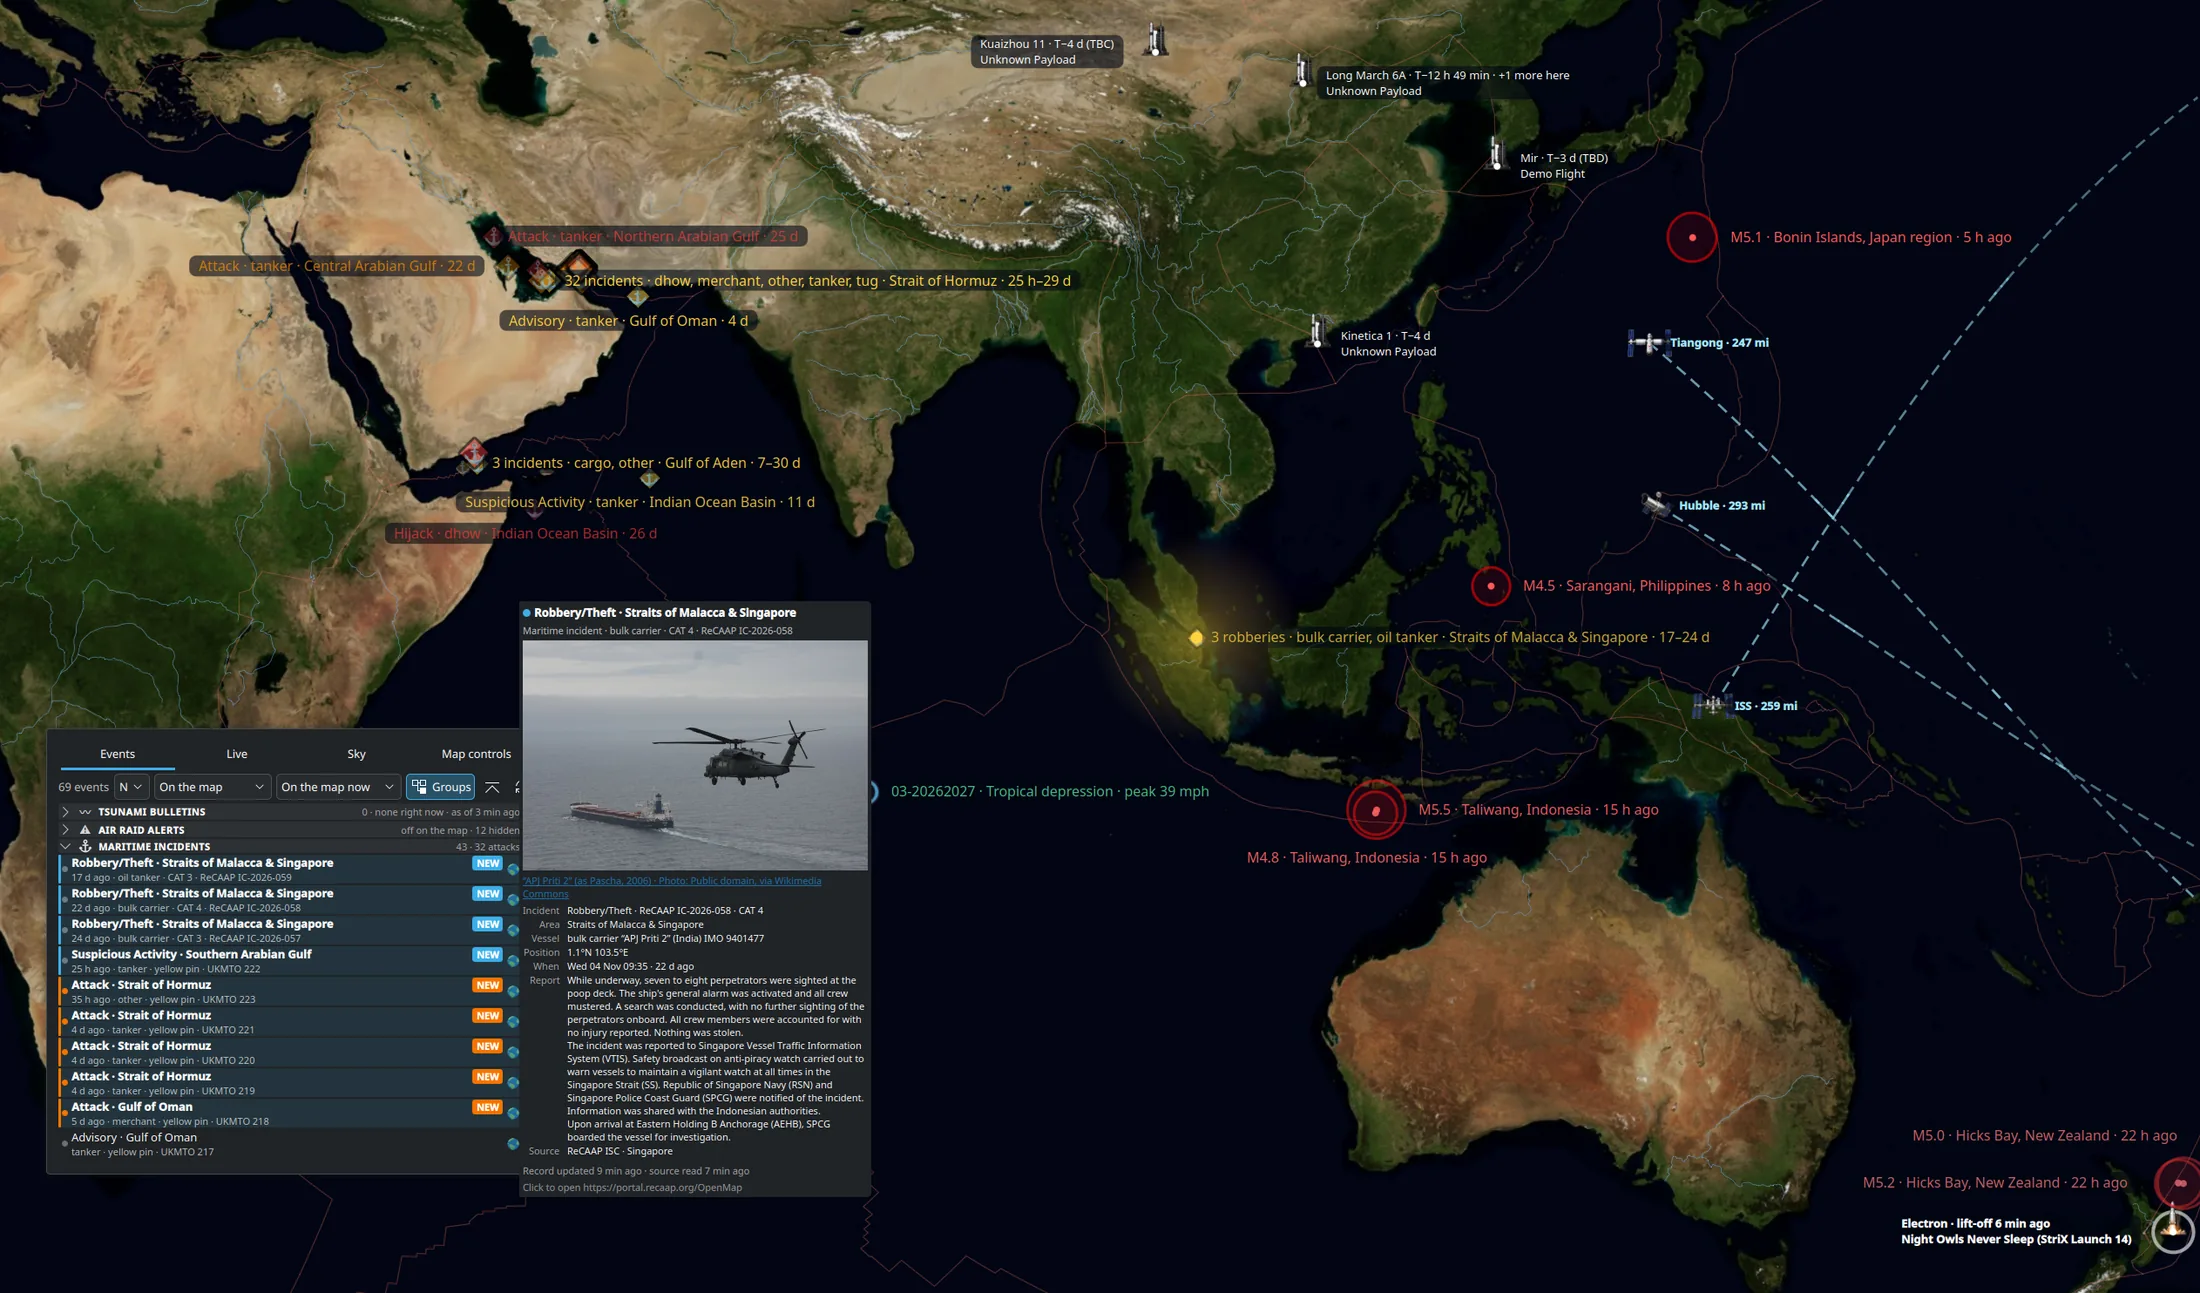 Kuaizhou 11 · T−4 d (TBC)
Unknown Payload
Long March 6A · T−12 h 49 min · +1 more here
Unknown Payload
Mir · T−3 d (TBD)
Demo Flight
Attack · tanker · Northern Arabian Gulf · 25 d
M5.1 · Bonin Islands, Japan region · 5 h ago
Attack · tanker · Central Arabian Gulf · 22 d
32 incidents · dhow, merchant, other, tanker, tug · Strait of Hormuz · 25 h–29 d
Advisory · tanker · Gulf of Oman · 4 d
Kinetica 1 · T−4 d
Unknown Payload
Tiangong · 247 mi
3 incidents · cargo, other · Gulf of Aden · 7–30 d
Suspicious Activity · tanker · Indian Ocean Basin · 11 d
Hubble · 293 mi
Hijack · dhow · Indian Ocean Basin · 26 d
M4.5 · Sarangani, Philippines · 8 h ago
3 robberies · bulk carrier, oil tanker · Straits of Malacca & Singapore · 17–24 d
ISS · 259 mi
03-20262027 · Tropical depression · peak 39 mph
M5.5 · Taliwang, Indonesia · 15 h ago
M4.8 · Taliwang, Indonesia · 15 h ago
M5.0 · Hicks Bay, New Zealand · 22 h ago
M5.2 · Hicks Bay, New Zealand · 22 h ago
Electron · lift-off 6 min ago
Night Owls Never Sleep (StriX Launch 14)
Events Live Sky Map controls
69 events N On the map On the map now Groups
TSUNAMI BULLETINS 0 · none right now · as of 3 min ago
AIR RAID ALERTS off on the map · 12 hidden
MARITIME INCIDENTS 43 · 32 attacks
Robbery/Theft · Straits of Malacca & Singapore NEW
17 d ago · oil tanker · CAT 3 · ReCAAP IC-2026-059
Robbery/Theft · Straits of Malacca & Singapore NEW
22 d ago · bulk carrier · CAT 4 · ReCAAP IC-2026-058
Robbery/Theft · Straits of Malacca & Singapore NEW
24 d ago · bulk carrier · CAT 3 · ReCAAP IC-2026-057
Suspicious Activity · Southern Arabian Gulf NEW
25 h ago · tanker · yellow pin · UKMTO 222
Attack · Strait of Hormuz NEW
35 h ago · other · yellow pin · UKMTO 223
Attack · Strait of Hormuz NEW
4 d ago · tanker · yellow pin · UKMTO 221
Attack · Strait of Hormuz NEW
4 d ago · tanker · yellow pin · UKMTO 220
Attack · Strait of Hormuz NEW
4 d ago · tanker · yellow pin · UKMTO 219
Attack · Gulf of Oman NEW
5 d ago · merchant · yellow pin · UKMTO 218
Advisory · Gulf of Oman
tanker · yellow pin · UKMTO 217
Robbery/Theft · Straits of Malacca & Singapore
Maritime incident · bulk carrier · CAT 4 · ReCAAP IC-2026-058
“APJ Priti 2” (as Pascha, 2006) · Photo: Public domain, via Wikimedia
Commons
Incident Robbery/Theft · ReCAAP IC-2026-058 · CAT 4
Area Straits of Malacca & Singapore
Vessel bulk carrier “APJ Priti 2” (India) IMO 9401477
Position 1.1°N 103.5°E
When Wed 04 Nov 09:35 · 22 d ago
Report While underway, seven to eight perpetrators were sighted at the
poop deck. The ship's general alarm was activated and all crew
mustered. A search was conducted, with no further sighting of the
perpetrators onboard. All crew members were accounted for with
no injury reported. Nothing was stolen.
The incident was reported to Singapore Vessel Traffic Information
System (VTIS). Safety broadcast on anti-piracy watch carried out to
warn vessels to maintain a vigilant watch at all times in the
Singapore Strait (SS). Republic of Singapore Navy (RSN) and
Singapore Police Coast Guard (SPCG) were notified of the incident.
Information was shared with the Indonesian authorities.
Upon arrival at Eastern Holding B Anchorage (AEHB), SPCG
boarded the vessel for investigation.
Source ReCAAP ISC · Singapore
Record updated 9 min ago · source read 7 min ago
Click to open https://portal.recaap.org/OpenMap